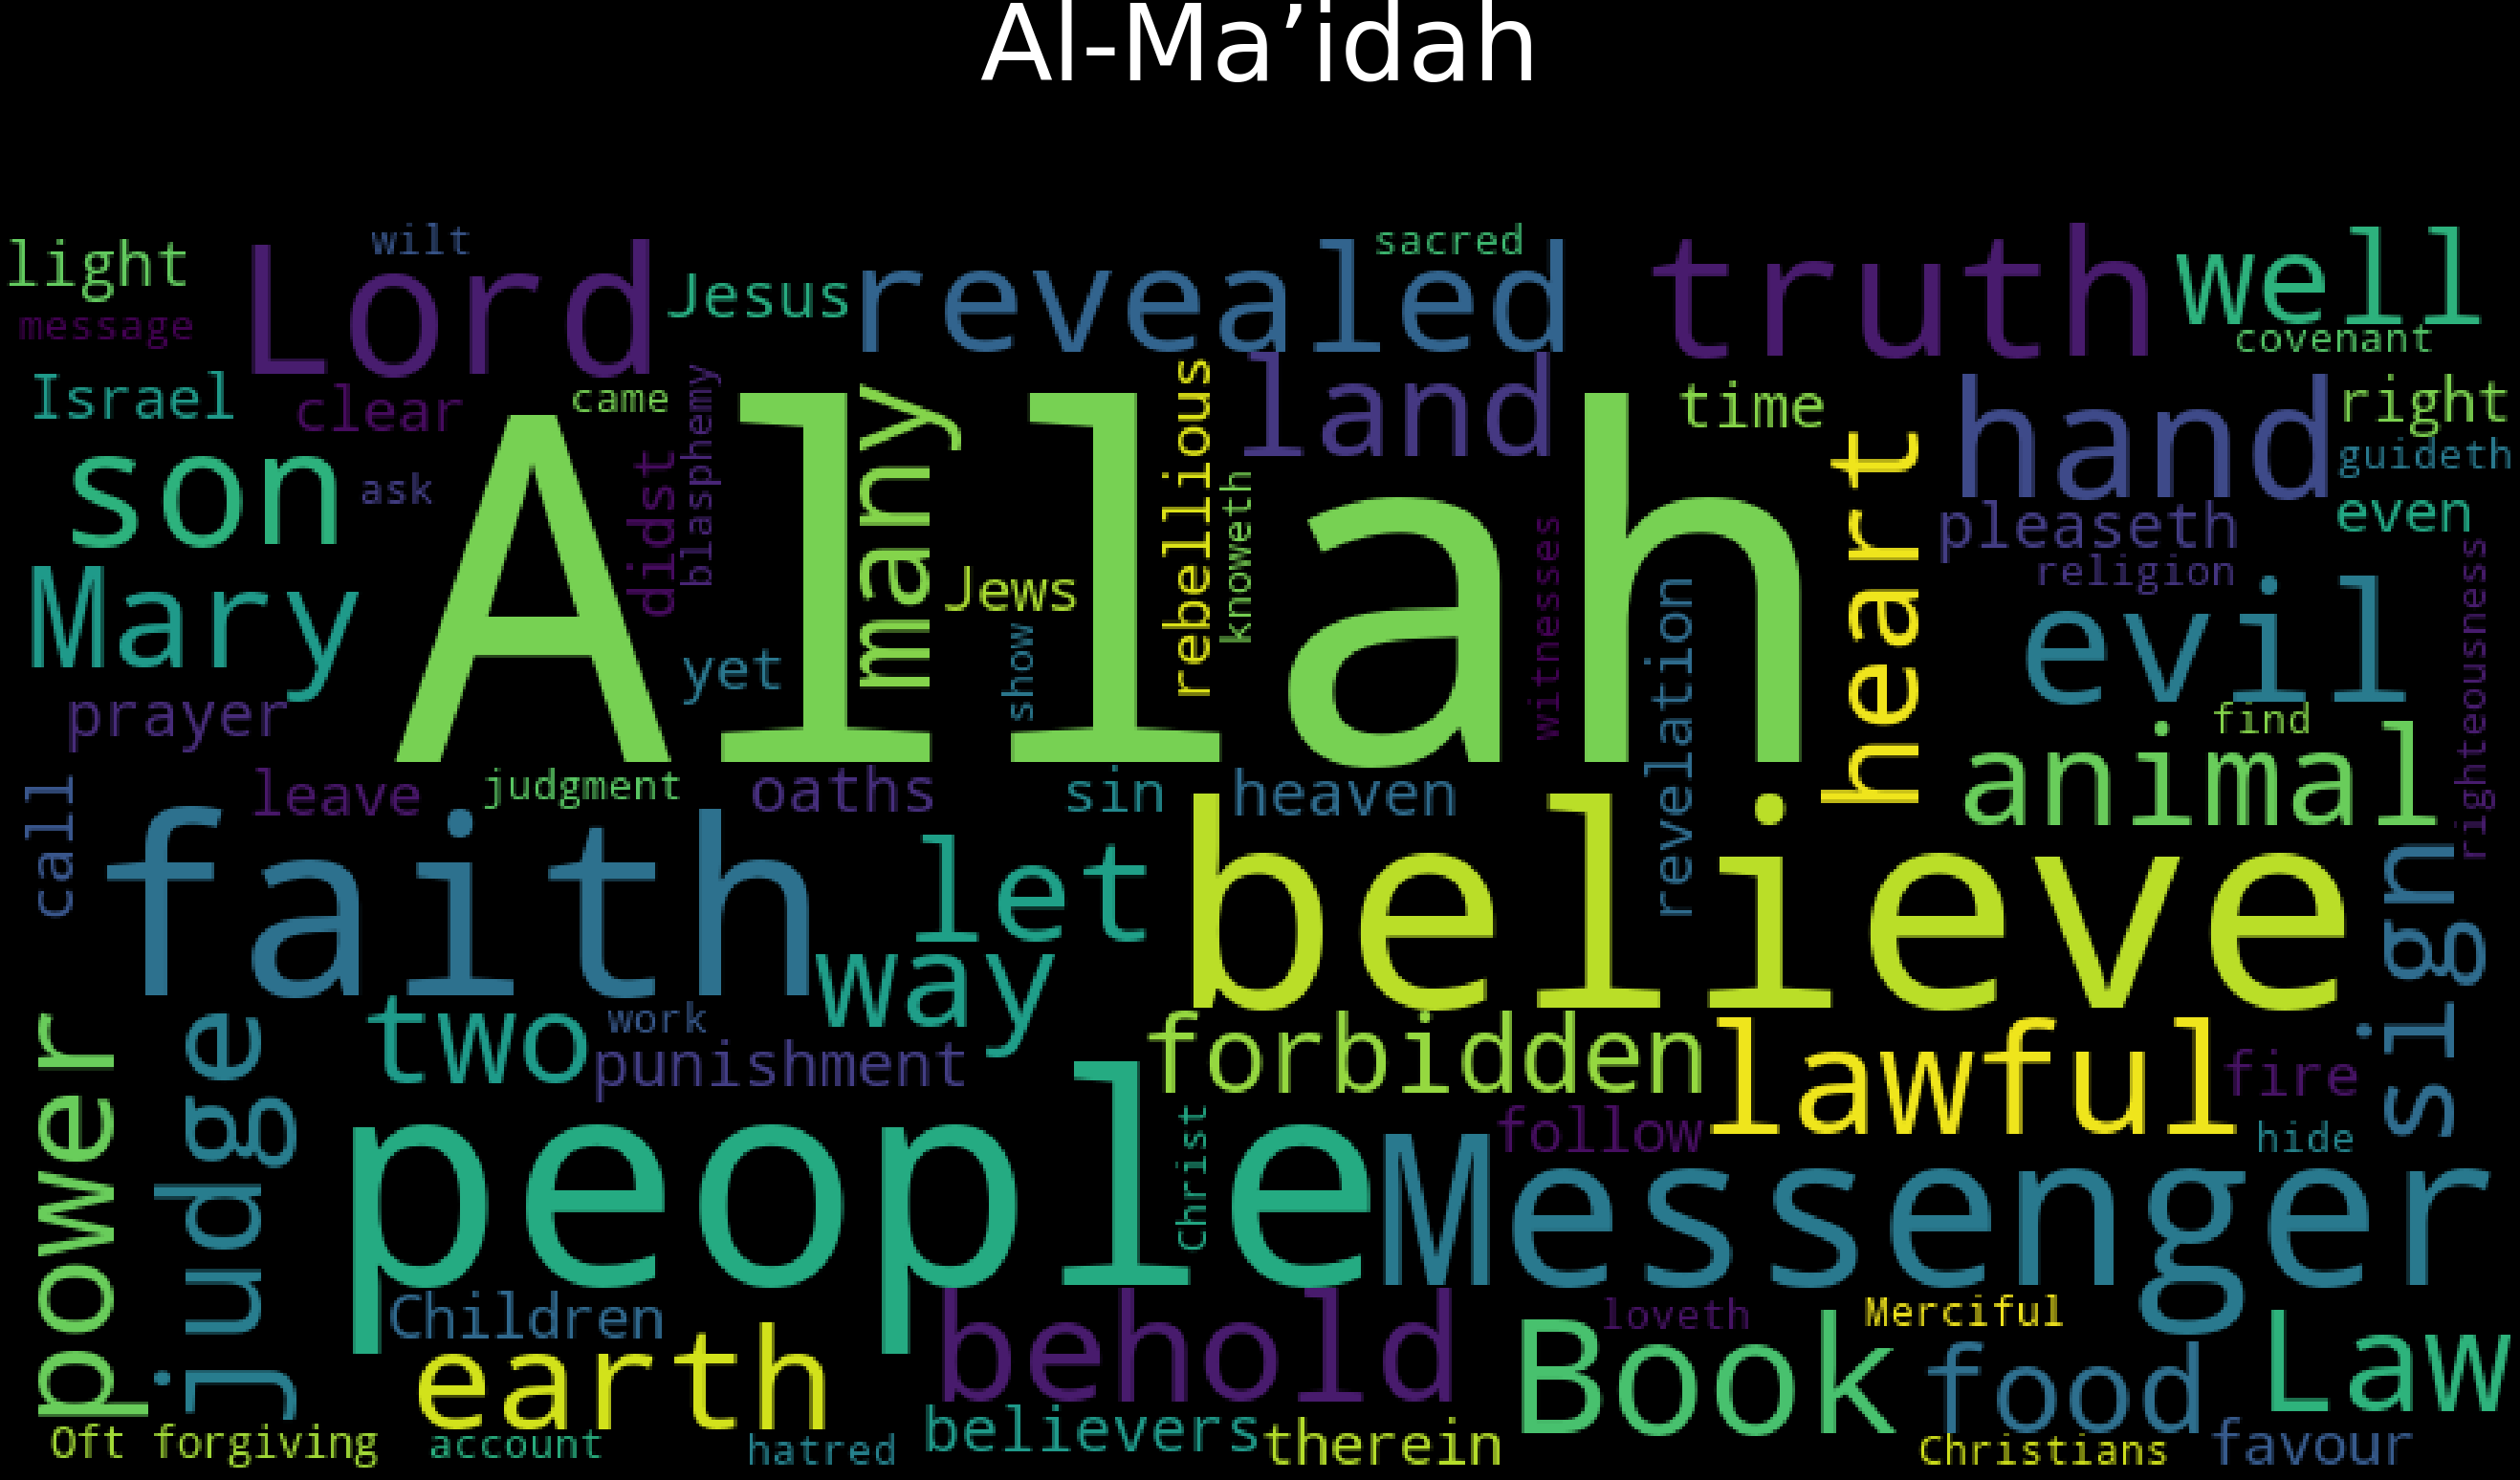 Al-Ma’idah
light
wilt
Lord
message
Jesus
revealed
sacred
truth
well
covenant
Israel
clear
came
blasphemy
many
rebellious
land
time
hand
right
guideth
son
ask
didst
Allah
knoweth
heart
pleaseth
even
Mary
Jews
witnesses
religion
yet
show
revelation
evil
righteousness
prayer
find
animal
call
leave
judgment
oaths
sin
heaven
faith
let
believe
sign
way
power
judge
two
work
punishment
forbidden
lawful
fire
people
Christ
follow
hide
Messenger
Children
behold
loveth
Merciful
earth
Book
food
Law
Oft forgiving
account
hatred
believers
therein
Christians
favour